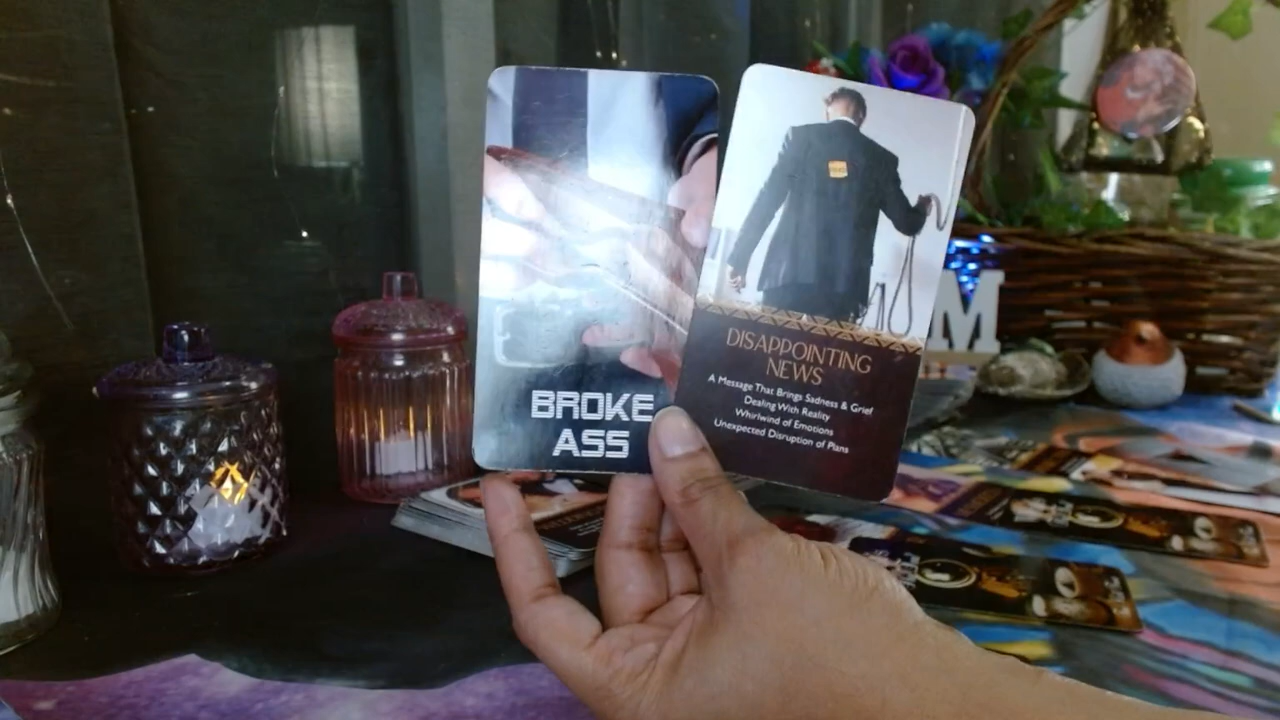 BROKE
ASS
DISAPPOINTING
NEWS
A Message That Brings Sadness & Grief
Dealing With Reality
Whirlwind of Emotions
Unexpected Disruption of Plans
M